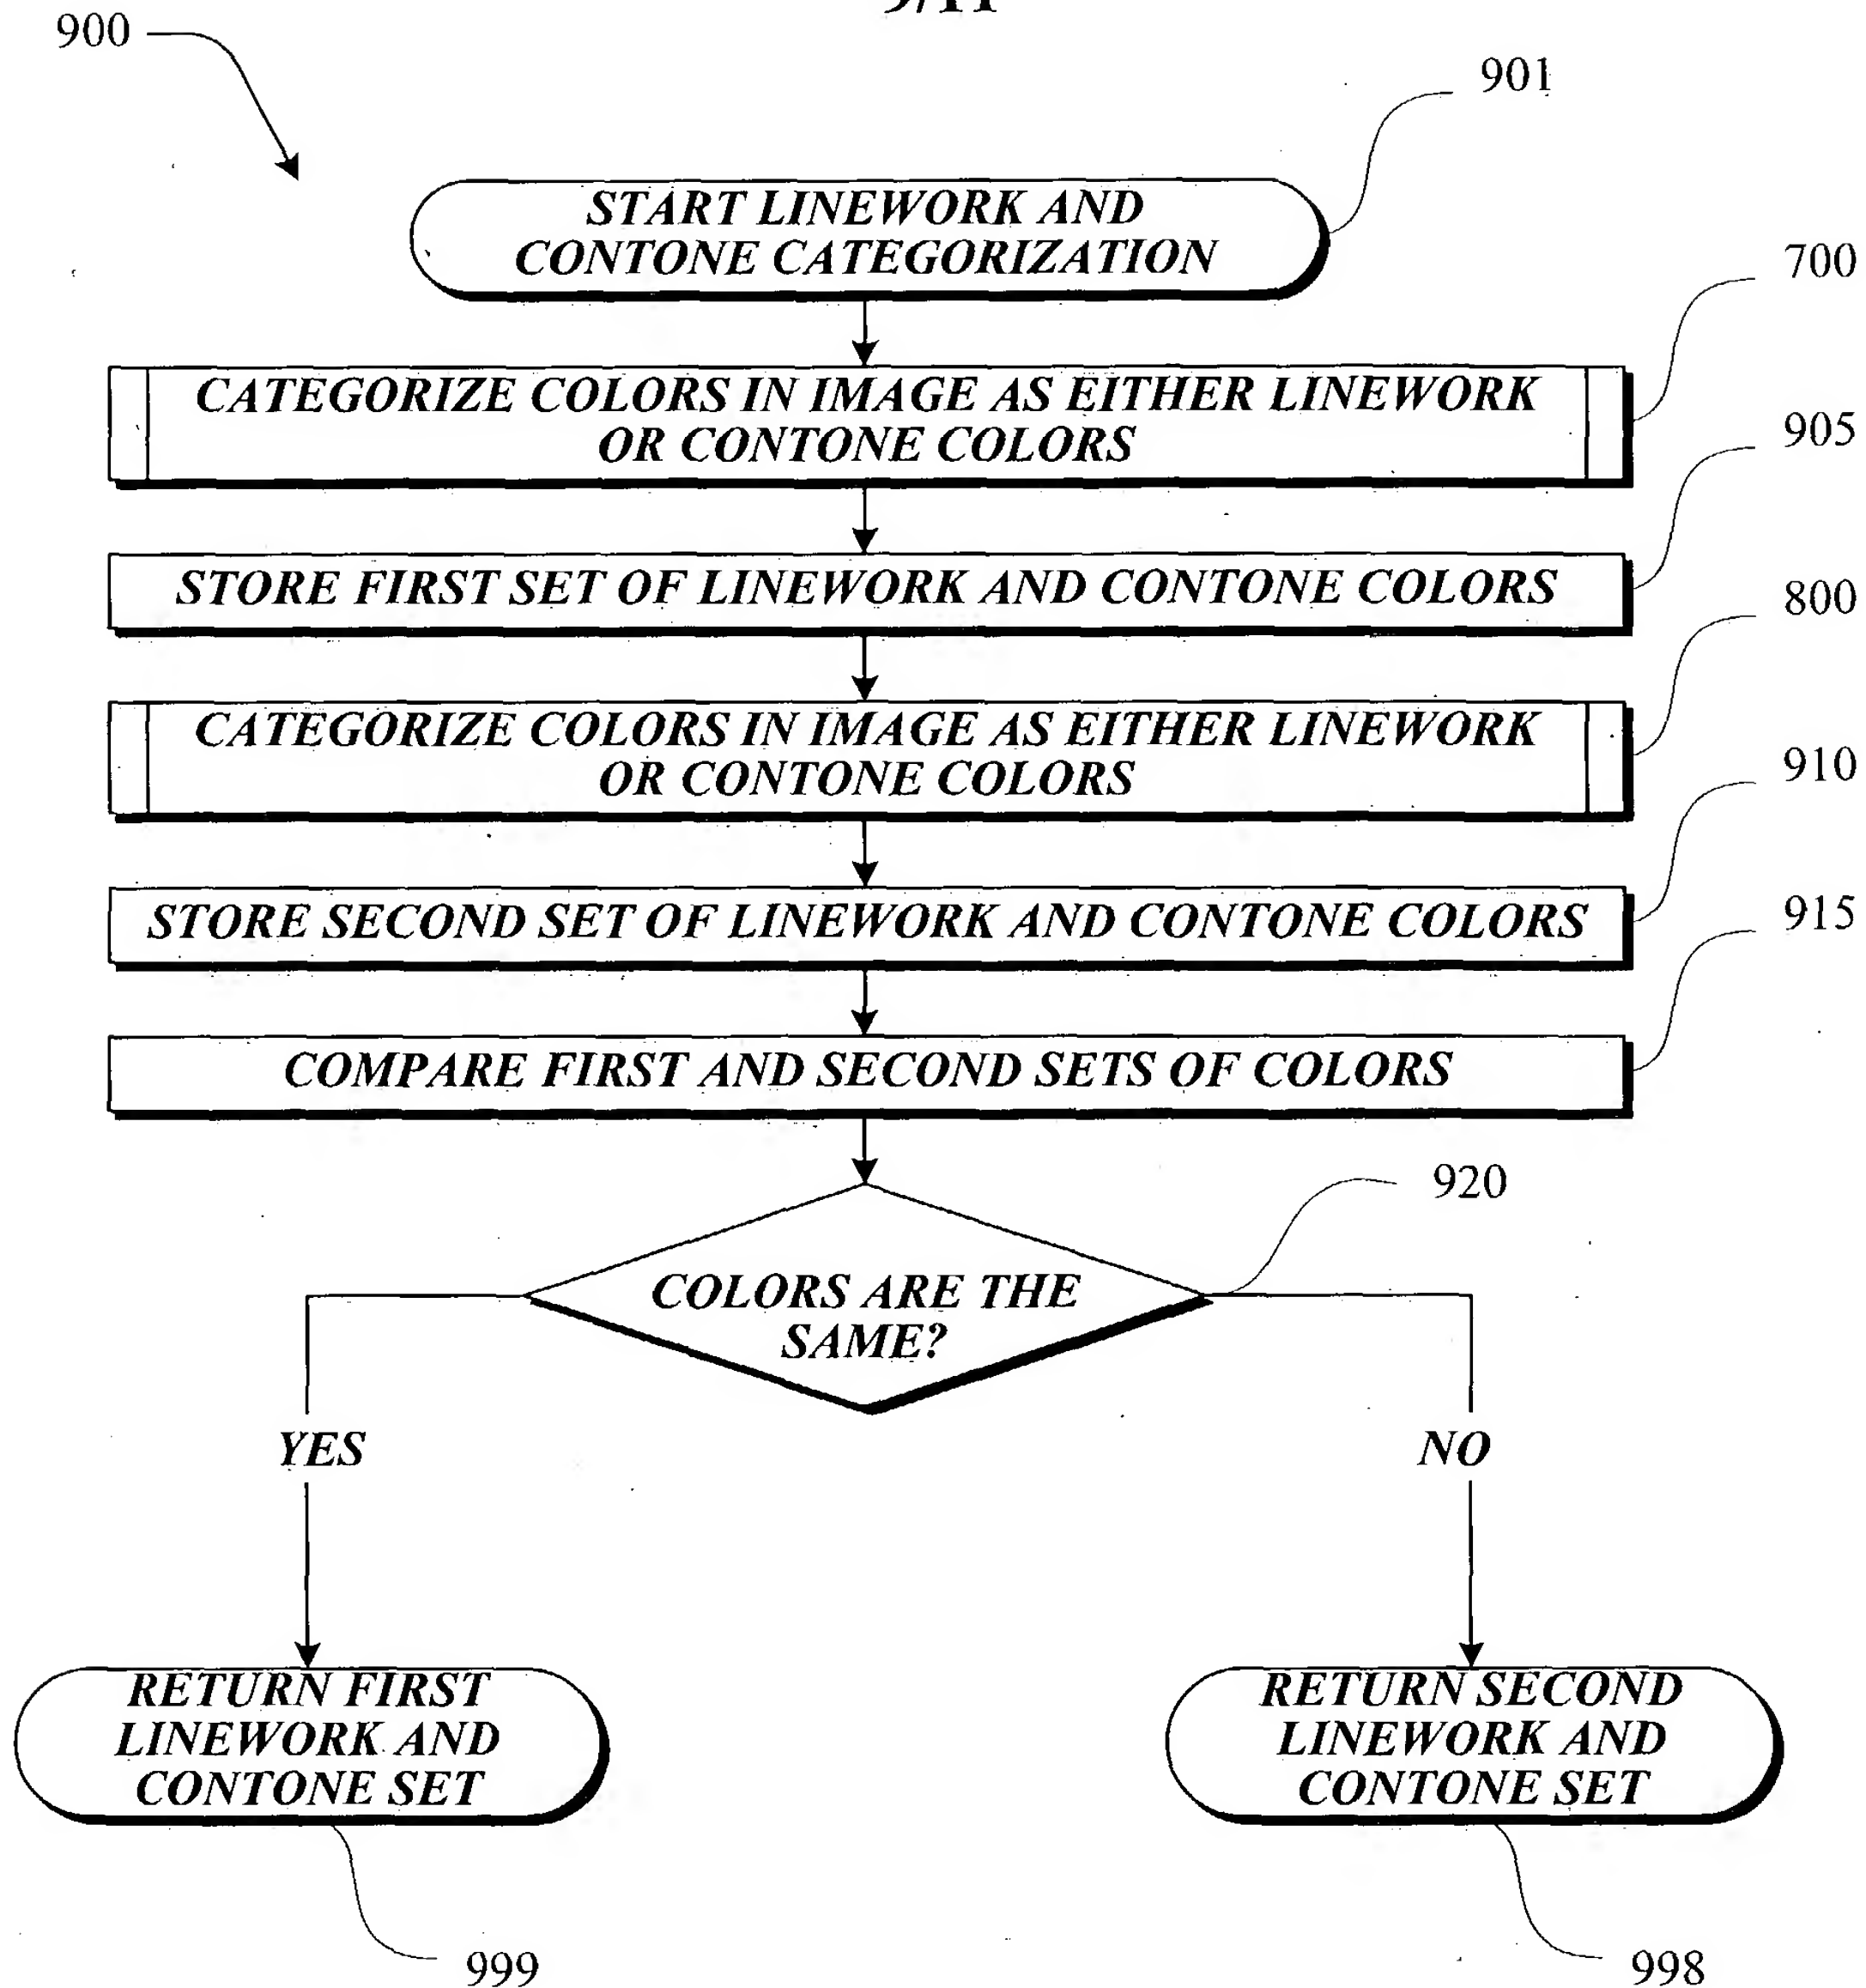 900
901
START LINEWORK AND
CONTONE CATEGORIZATION
700
CATEGORIZE COLORS IN IMAGE AS EITHER LINEWORK
OR CONTONE COLORS
905
STORE FIRST SET OF LINEWORK AND CONTONE COLORS
800
CATEGORIZE COLORS IN IMAGE AS EITHER LINEWORK
OR CONTONE COLORS
910
STORE SECOND SET OF LINEWORK AND CONTONE COLORS
915
COMPARE FIRST AND SECOND SETS OF COLORS
920
COLORS ARE THE
SAME?
YES
NO
RETURN FIRST
LINEWORK AND
CONTONE SET
RETURN SECOND
LINEWORK AND
CONTONE SET
999
998